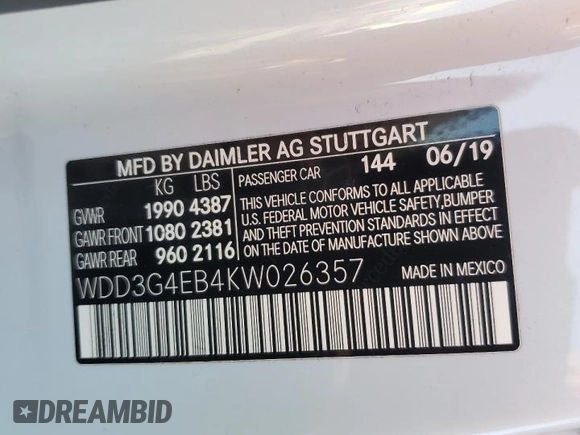 MFD BY DAIMLER AG STUTTGART
KG LBS
GVWR 1990 4387
GAWR FRONT 1080 2381
GAWR REAR 960 2116
PASSENGER CAR 144 06/19
THIS VEHICLE CONFORMS TO ALL APPLICABLE
U.S. FEDERAL MOTOR VEHICLE SAFETY,BUMPER
AND THEFT PREVENTION STANDARDS IN EFFECT
ON THE DATE OF MANUFACTURE SHOWN ABOVE.
WDD3G4EB4KW026357
MADE IN MEXICO
DREAMBID